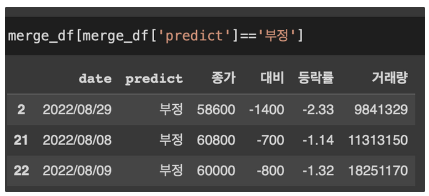 merge_df[merge_df['predict']=='부정']
date predict 종가 대비 등락률 거래량
2 2022/08/29 부정 58600 -1400 -2.33 9841329
21 2022/08/08 부정 60800 -700 -1.14 11313150
22 2022/08/09 부정 60000 -800 -1.32 18251170